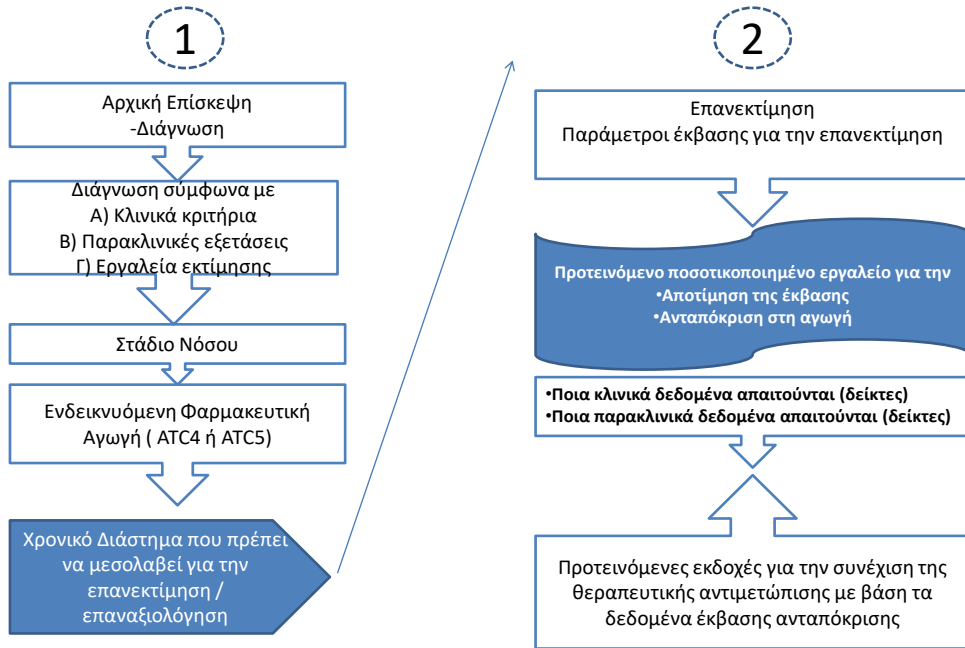 1
Αρχική Επίσκεψη
-Διάγνωση
Διάγνωση σύμφωνα με
Α) Κλινικά κριτήρια
Β) Παρακλινικές εξετάσεις
Γ) Εργαλεία εκτίμησης
Στάδιο Νόσου
Ενδεικνυόμενη Φαρμακευτική
Αγωγή ( ATC4 ή ATC5)
Χρονικό Διάστημα που πρέπει
να μεσολαβεί για την
επανεκτίμηση /
επαναξιολόγηση
2
Επανεκτίμηση
Παράμετροι έκβασης για την επανεκτίμηση
Προτεινόμενο ποσοτικοποιημένο εργαλείο για την
•Αποτίμηση της έκβασης
•Ανταπόκριση στη αγωγή
•Ποια κλινικά δεδομένα απαιτούνται (δείκτες)
•Ποια παρακλινικά δεδομένα απαιτούνται (δείκτες)
Προτεινόμενες εκδοχές για την συνέχιση της
θεραπευτικής αντιμετώπισης με βάση τα
δεδομένα έκβασης ανταπόκρισης